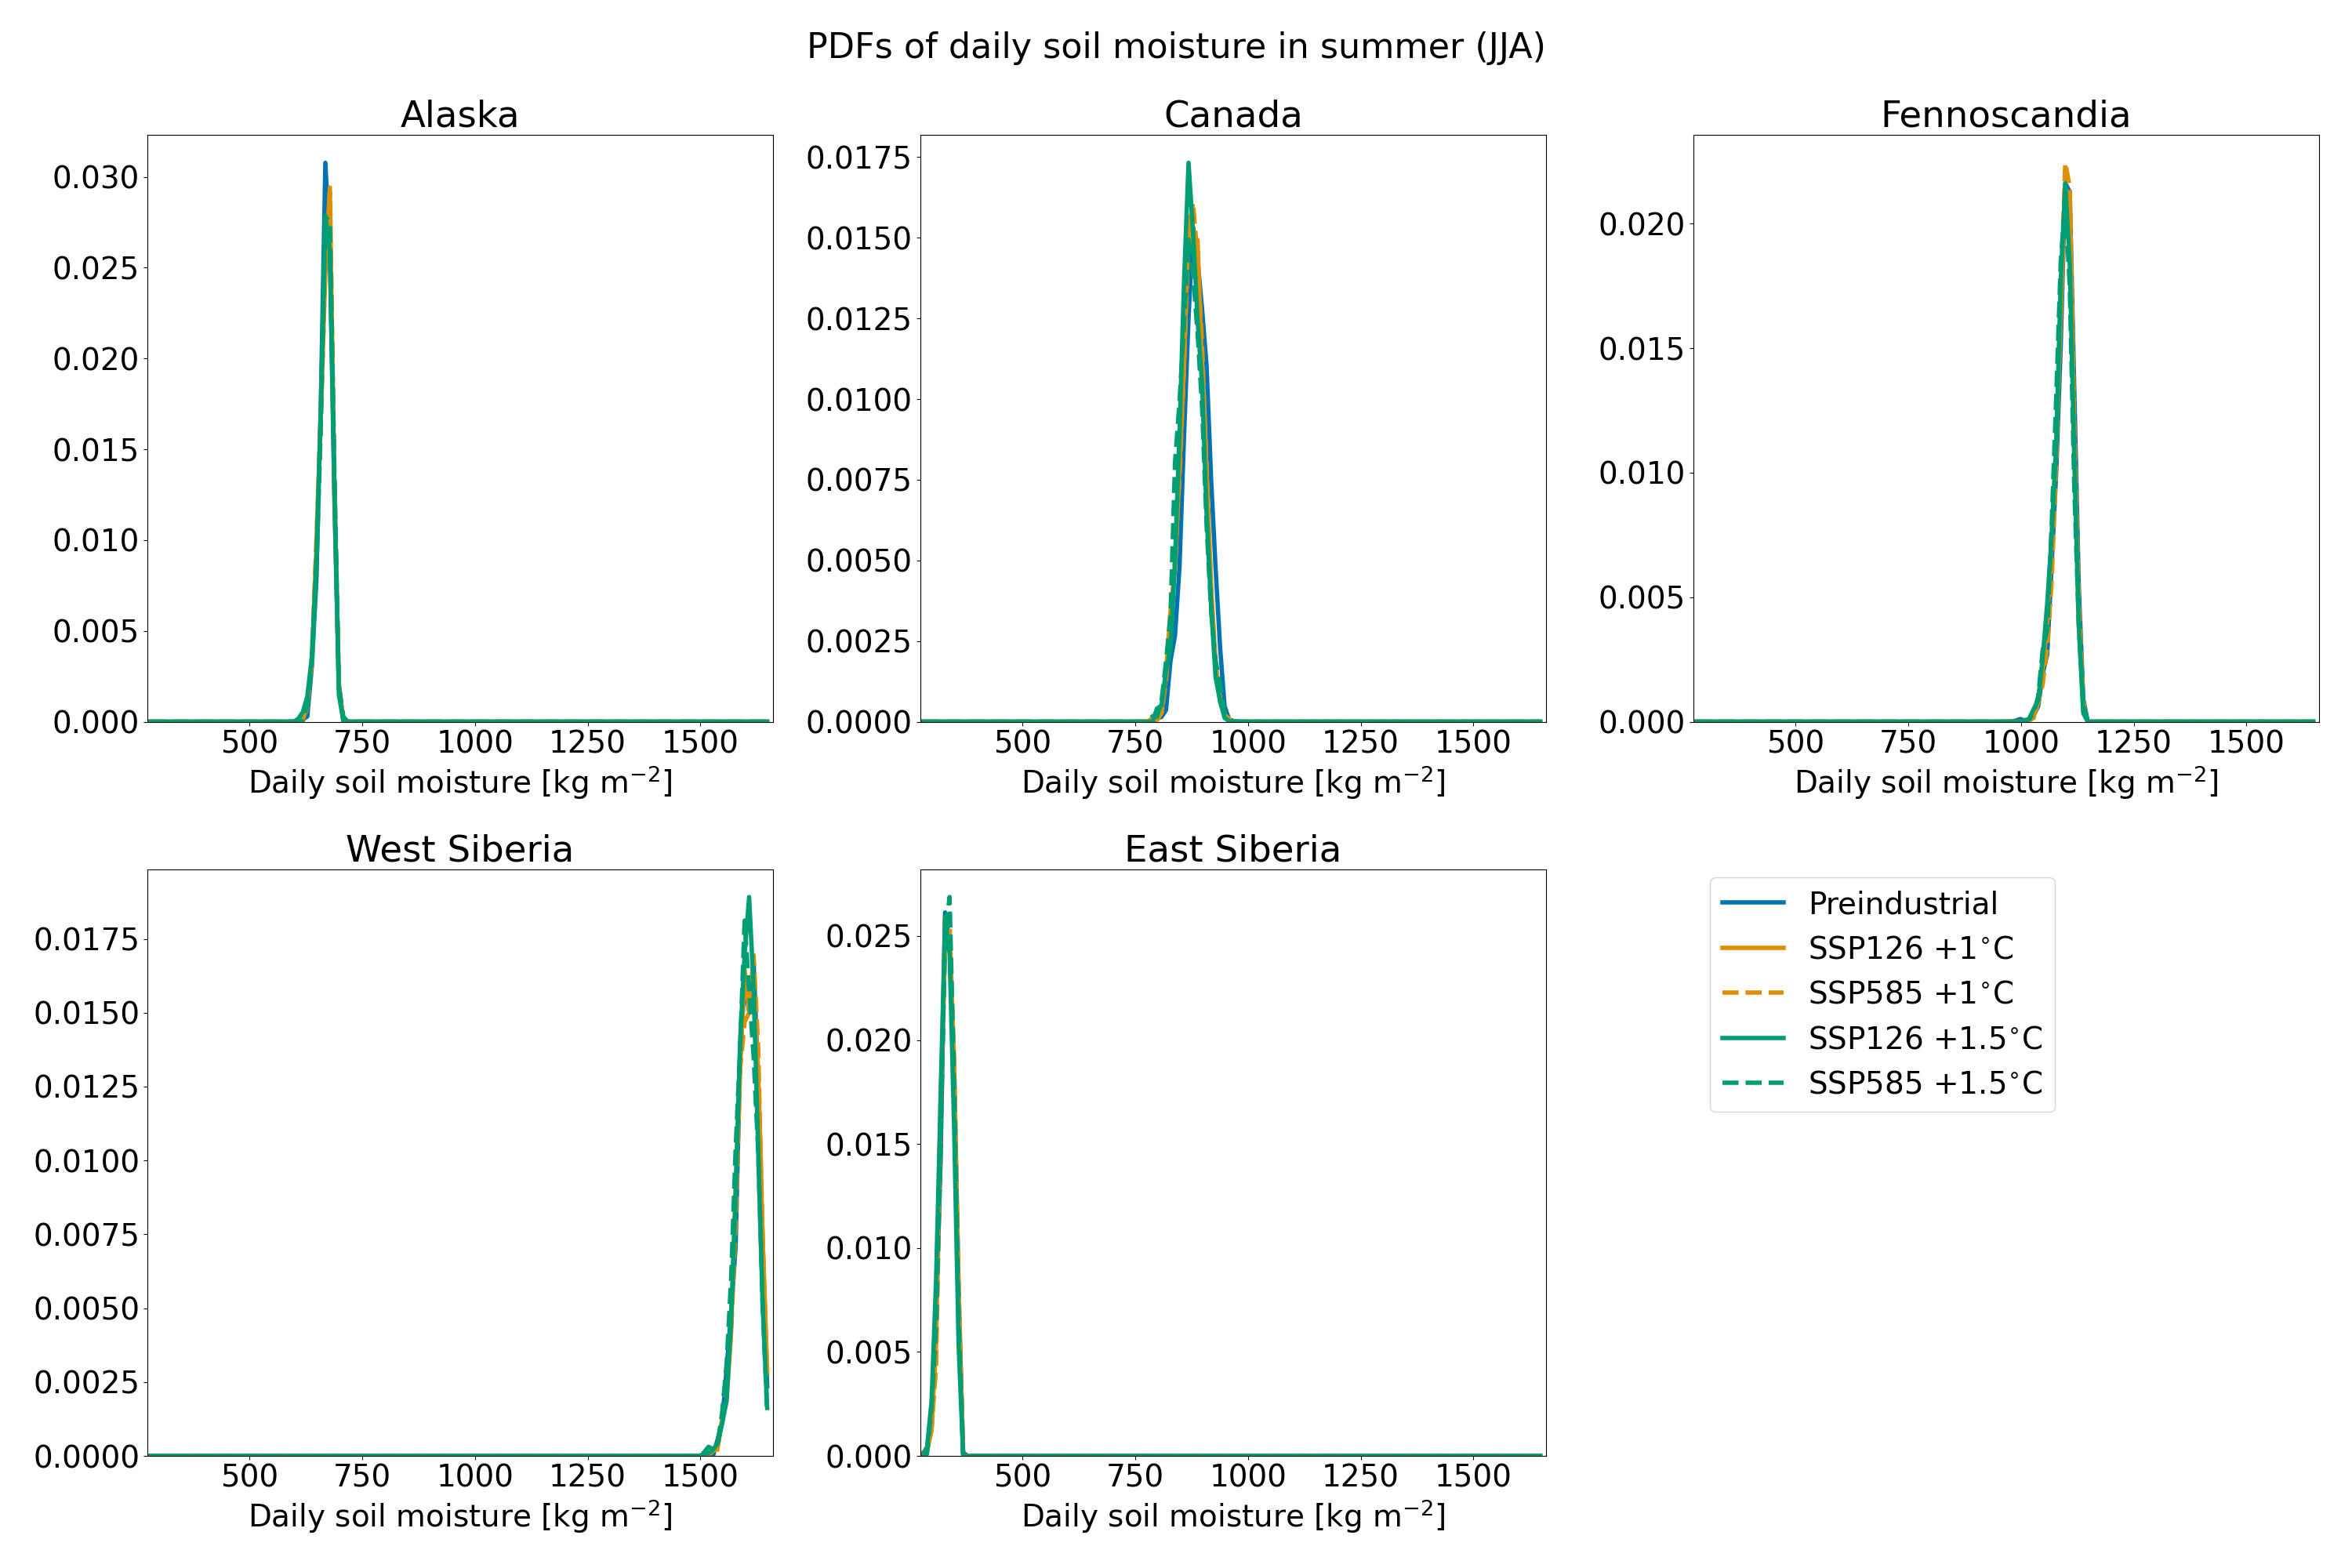 PDFs of daily soil moisture in summer (JJA)
Alaska
0.030
0.025
0.020
0.015
0.010
0.005
0.000
500 750 1000 1250 1500
Daily soil moisture [kg m⁻²]
Canada
0.0175
0.0150
0.0125
0.0100
0.0075
0.0050
0.0025
0.0000
500 750 1000 1250 1500
Daily soil moisture [kg m⁻²]
Fennoscandia
0.020
0.015
0.010
0.005
0.000
500 750 1000 1250 1500
Daily soil moisture [kg m⁻²]
West Siberia
0.0175
0.0150
0.0125
0.0100
0.0075
0.0050
0.0025
0.0000
500 750 1000 1250 1500
Daily soil moisture [kg m⁻²]
East Siberia
0.025
0.020
0.015
0.010
0.005
0.000
500 750 1000 1250 1500
Daily soil moisture [kg m⁻²]
Preindustrial
SSP126 +1°C
SSP585 +1°C
SSP126 +1.5°C
SSP585 +1.5°C